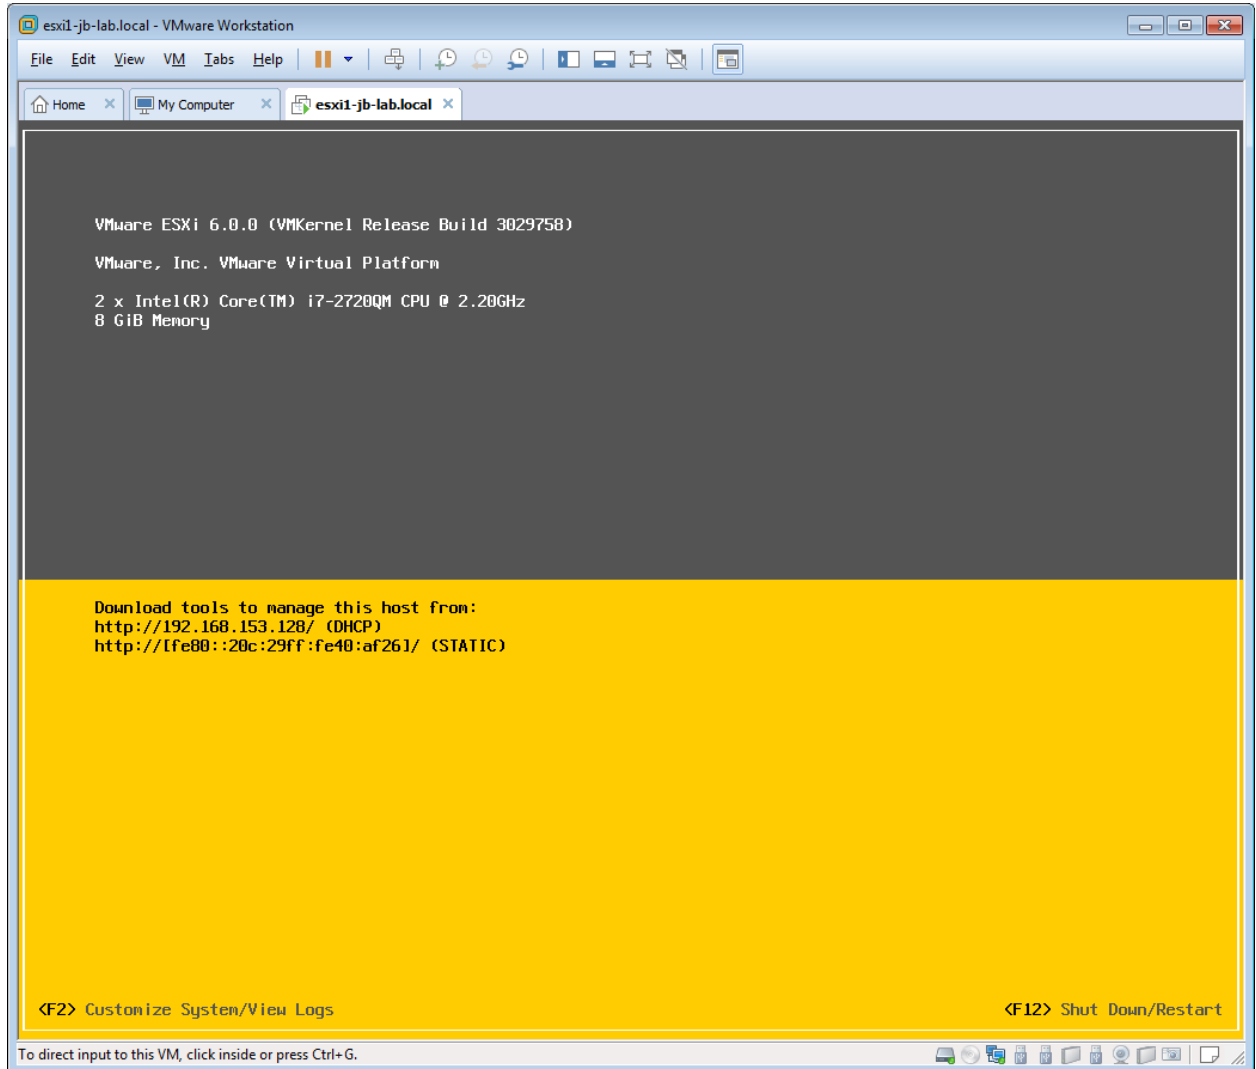 esxi1-jb-lab.local - VMware Workstation
File Edit View VM Tabs Help
Home My Computer esxi1-jb-lab.local
VMware ESXi 6.0.0 (VMKernel Release Build 3029758)
VMware, Inc. VMware Virtual Platform
2 x Intel(R) Core(TM) i7-2720QM CPU @ 2.20GHz
8 GiB Memory
Download tools to manage this host from:
http://192.168.153.128/ (DHCP)
http://[fe80::20c:29ff:fe40:af26]/ (STATIC)
<F2> Customize System/View Logs <F12> Shut Down/Restart
To direct input to this VM, click inside or press Ctrl+G.